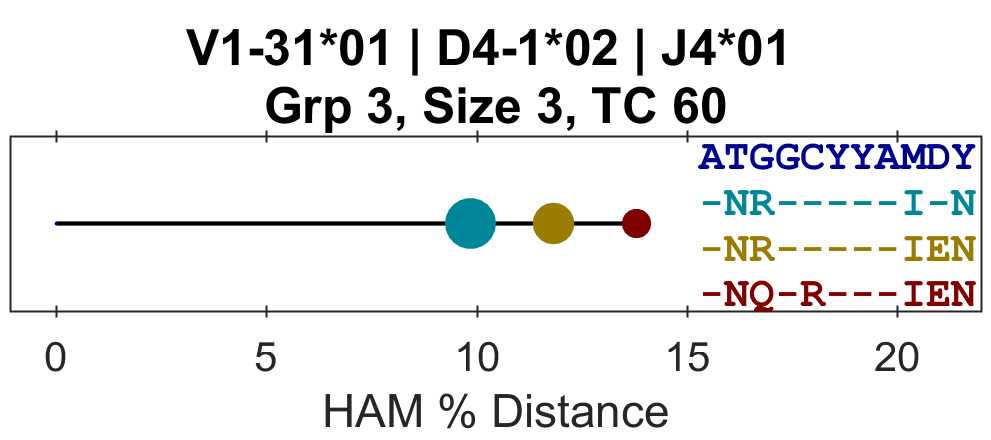 V1-31*01 | D4-1*02 | J4*01
Grp 3, Size 3, TC 60
ATGGCYYAMDY
-NR-----I-N
-NR-----IEN
-NQ-R---IEN
0 5 10 15 20
HAM % Distance